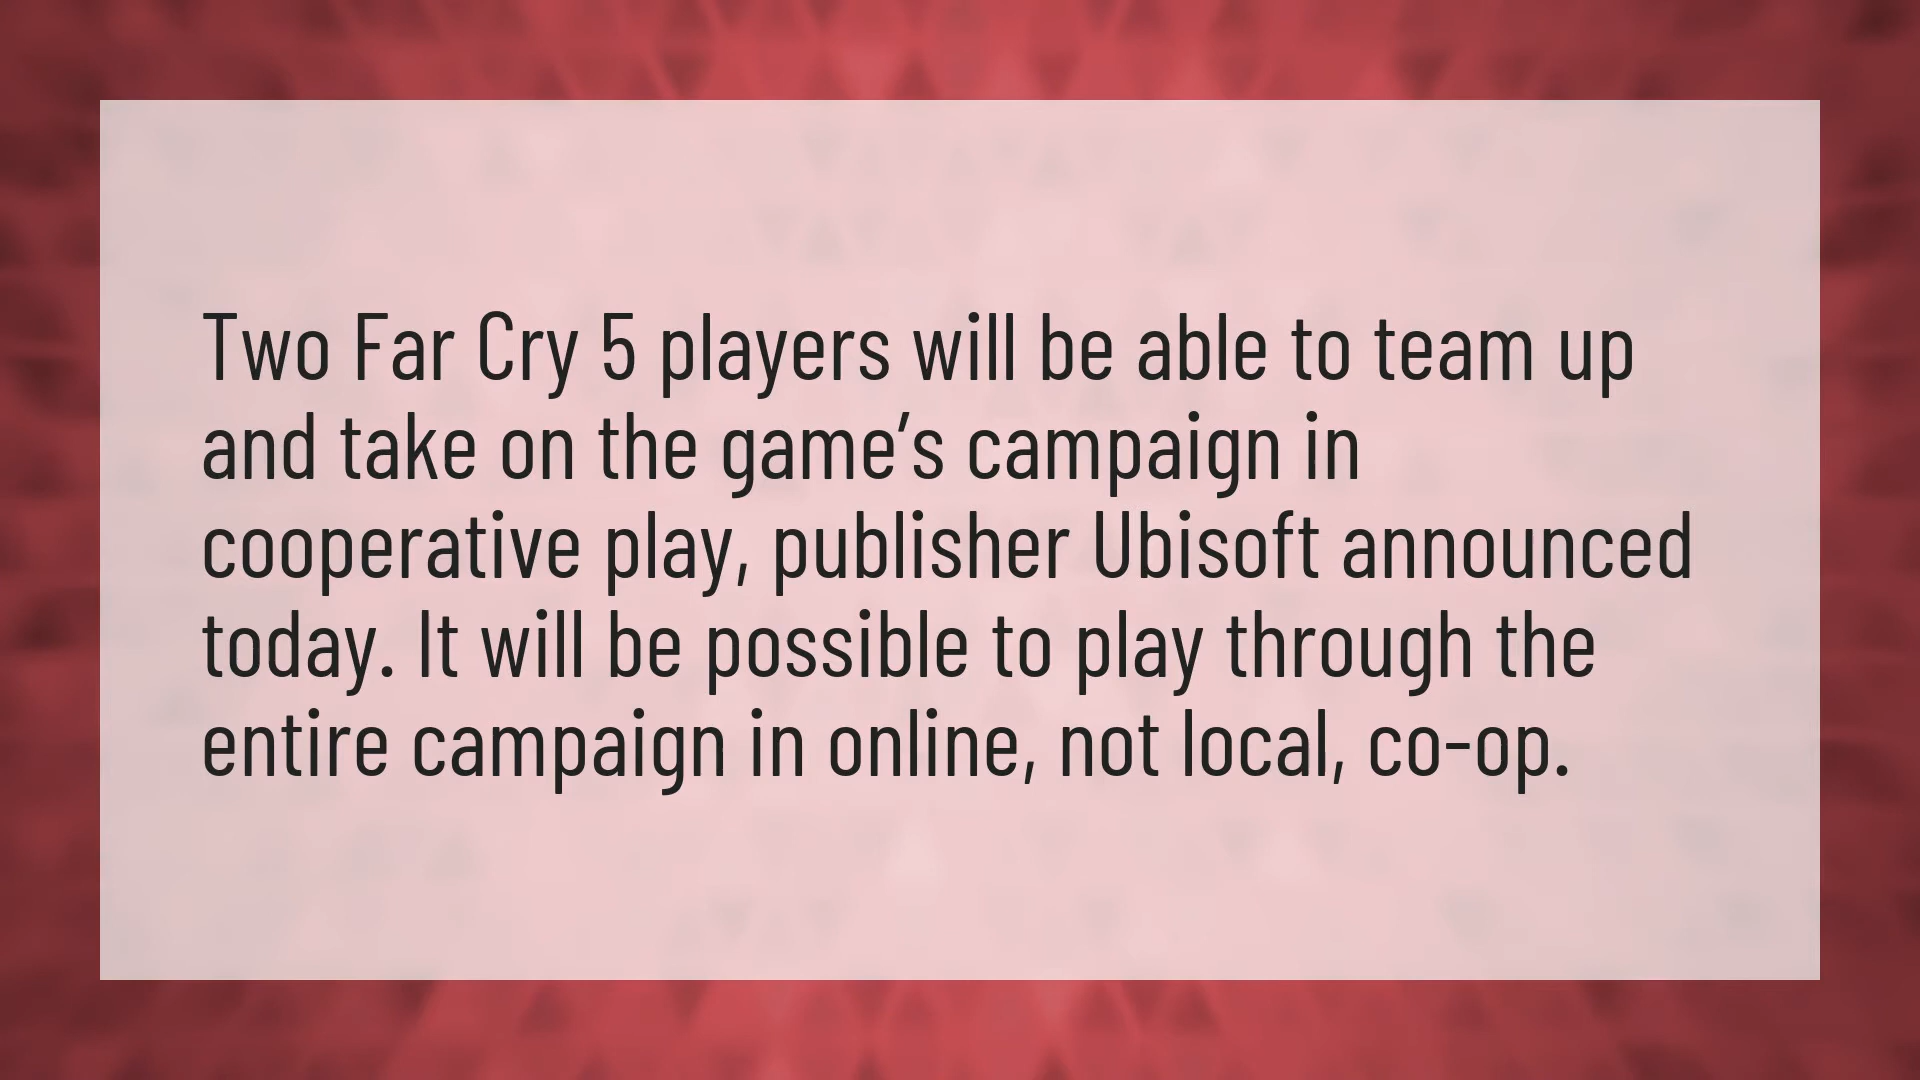 Two Far Cry 5 players will be able to team up
and take on the game’s campaign in
cooperative play, publisher Ubisoft announced
today. It will be possible to play through the
entire campaign in online, not local, co-op.